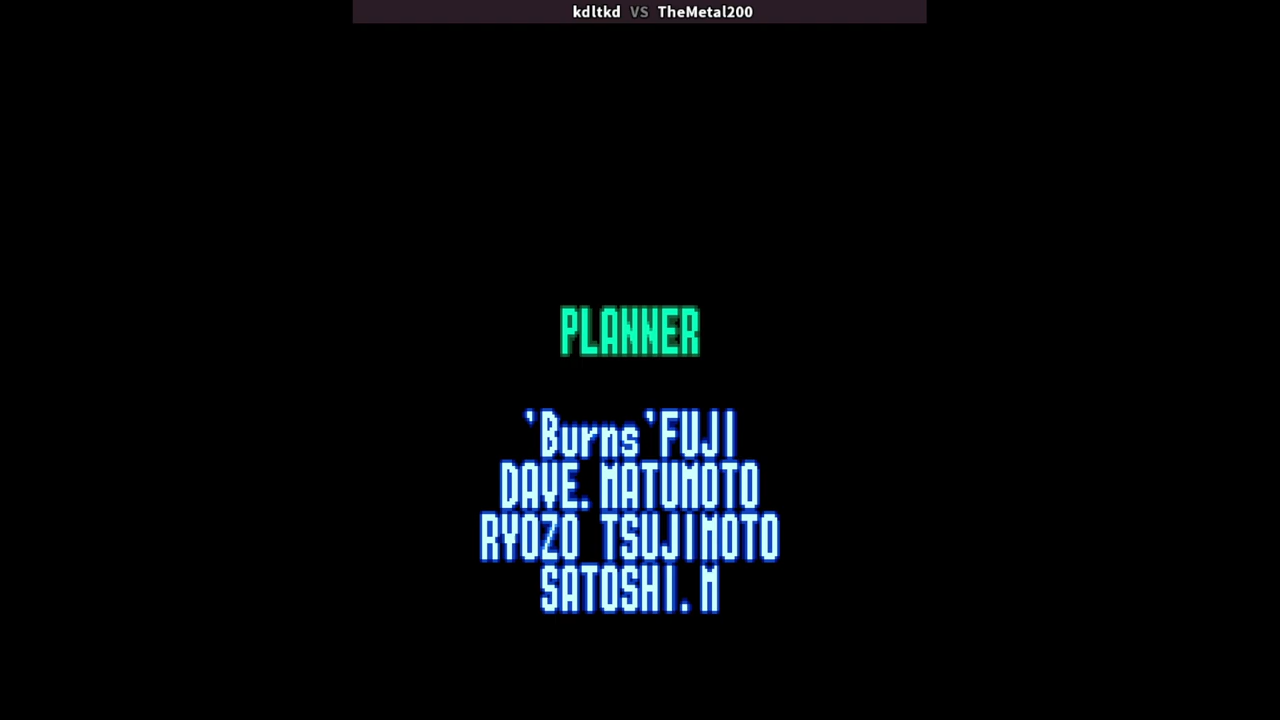 kdltkd VS TheMetal200
PLANNER
'Burns'FUJI
DAVE. MATUMOTO
RYOZO TSUJIMOTO
SATOSHI. M